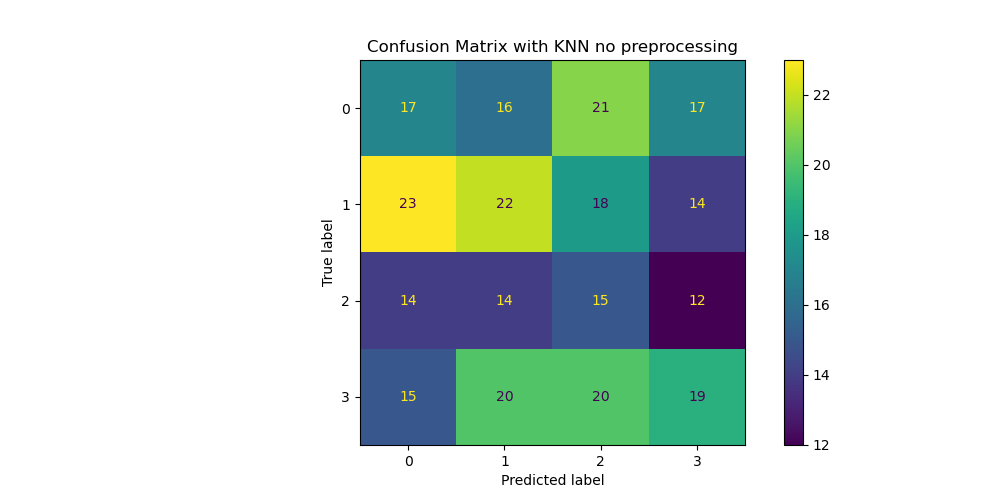 Confusion Matrix with KNN no preprocessing
0 17 16 21 17
1 23 22 18 14
2 14 14 15 12
3 15 20 20 19
0 1 2 3
True label
Predicted label
22
20
18
16
14
12